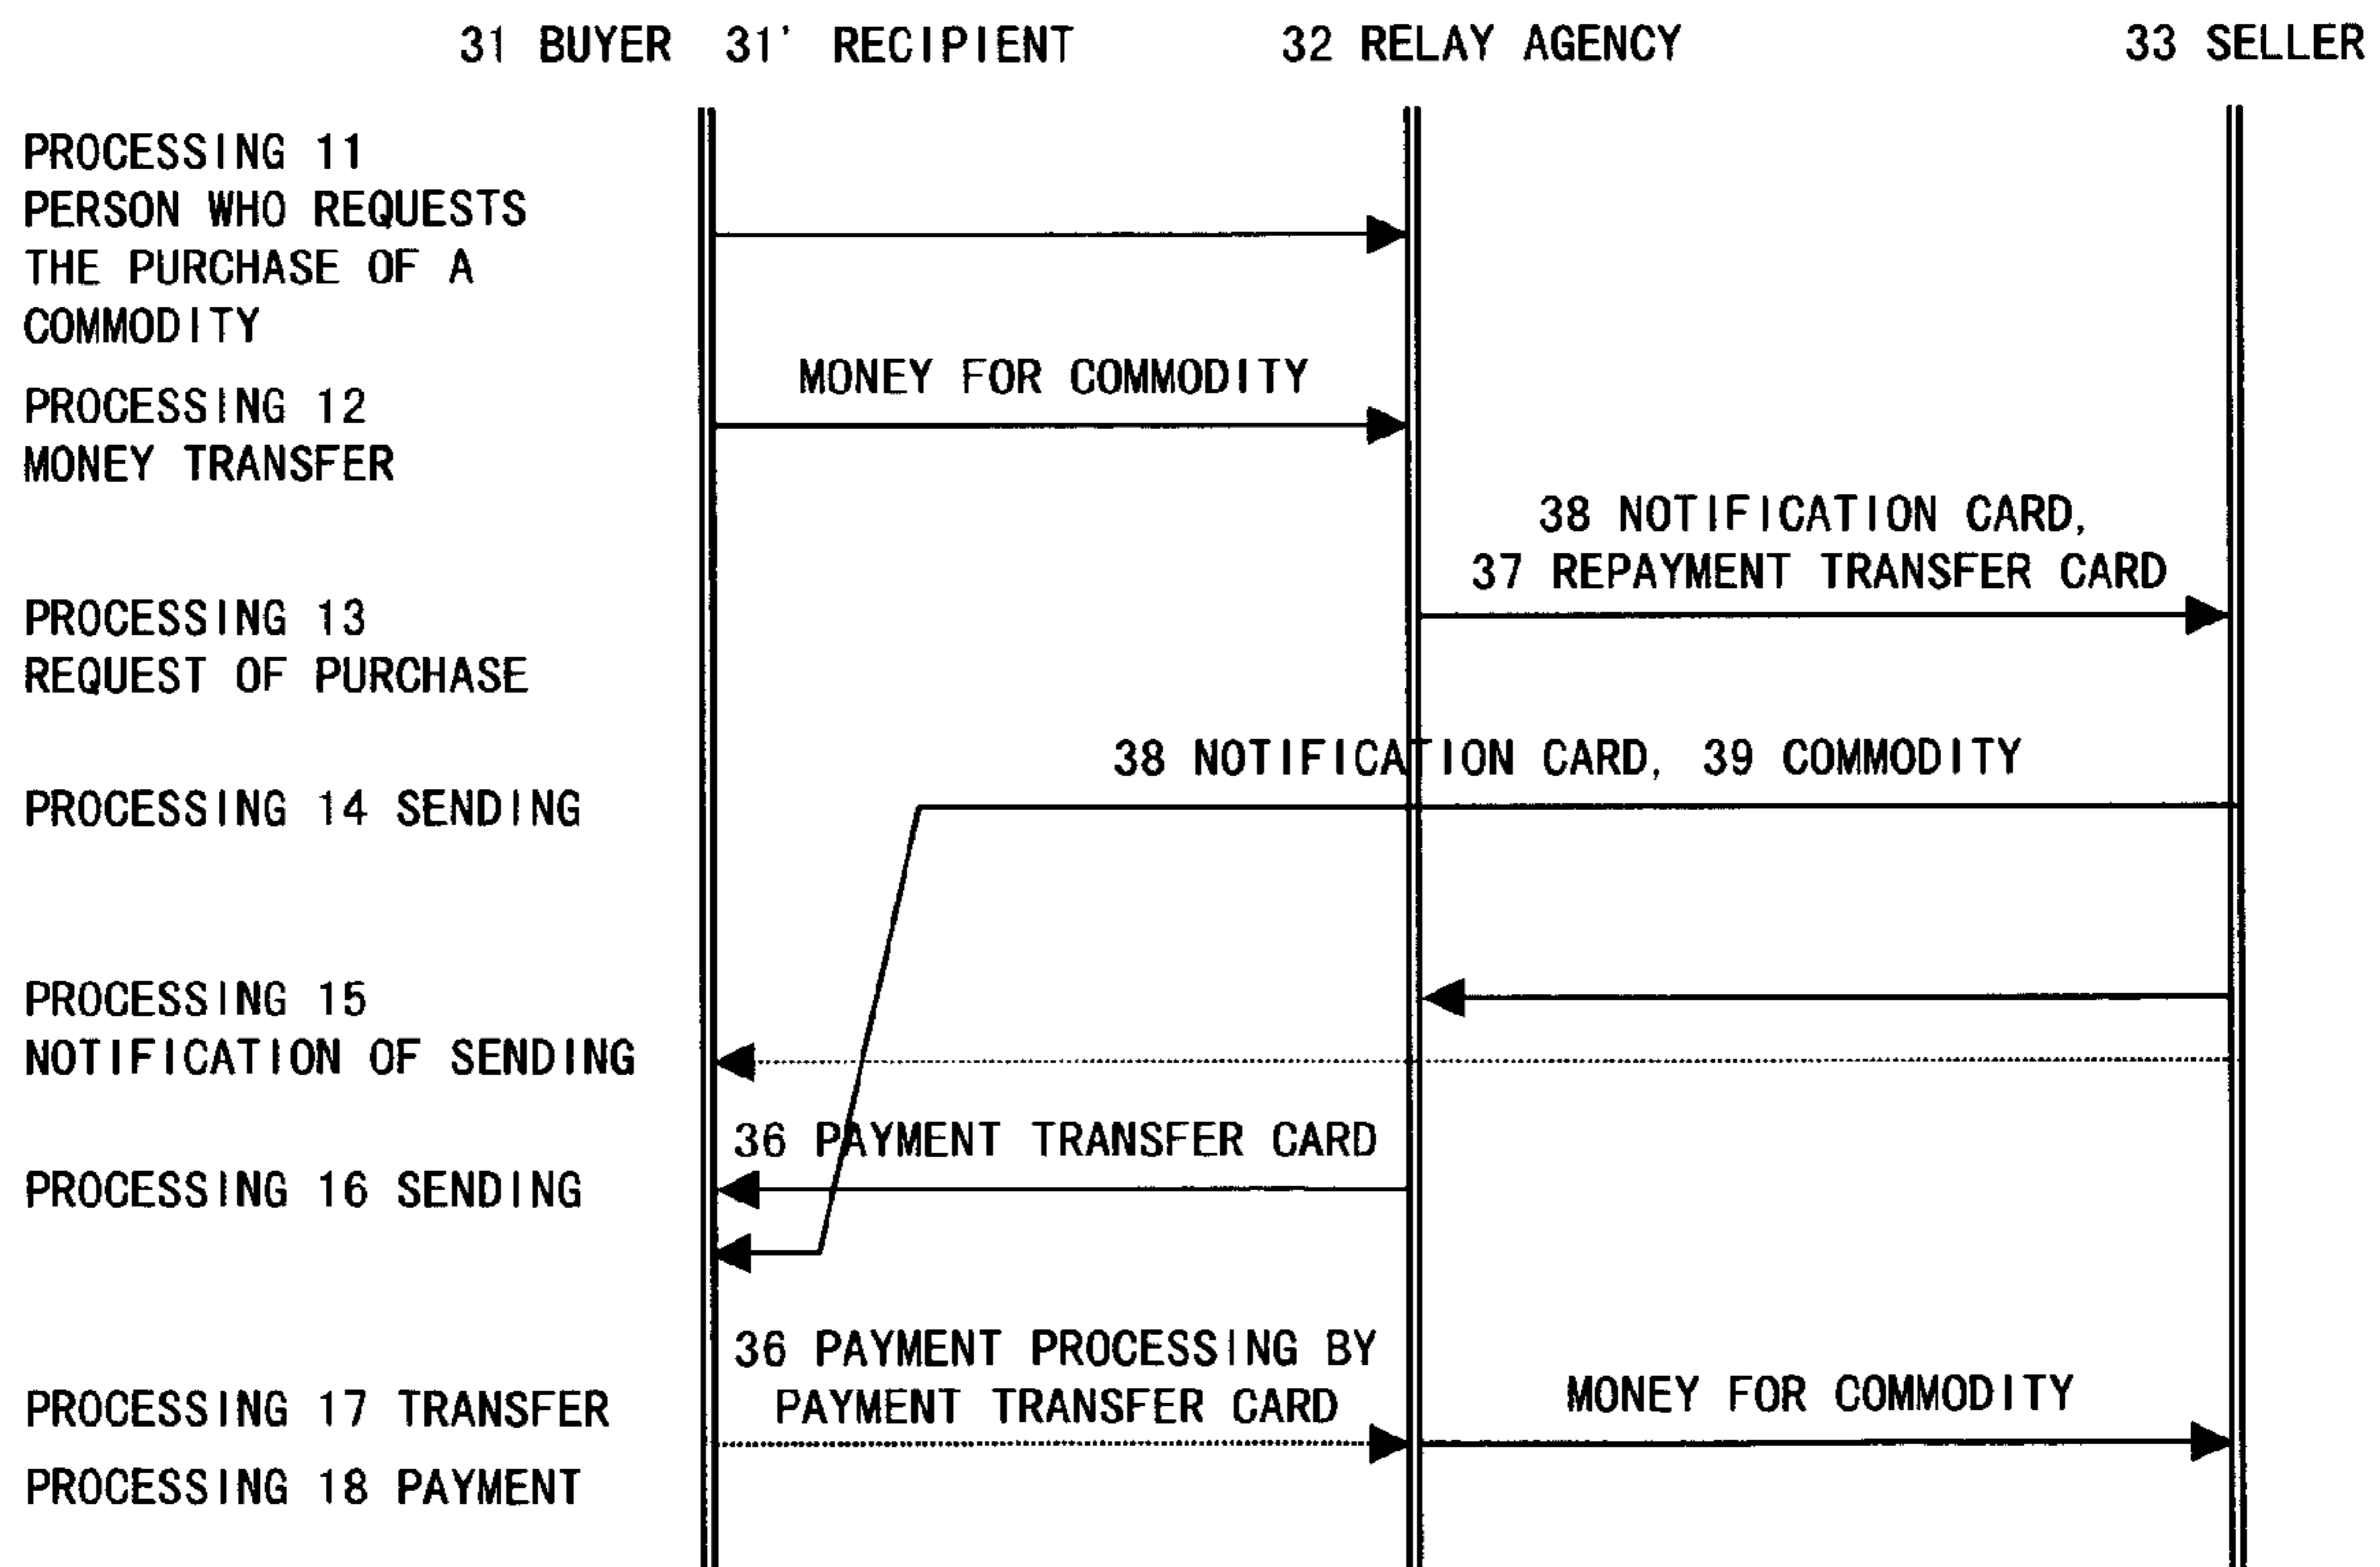 31 BUYER 31' RECIPIENT 32 RELAY AGENCY 33 SELLER
PROCESSING 11
PERSON WHO REQUESTS
THE PURCHASE OF A
COMMODITY
MONEY FOR COMMODITY
PROCESSING 12
MONEY TRANSFER
38 NOTIFICATION CARD,
37 REPAYMENT TRANSFER CARD
PROCESSING 13
REQUEST OF PURCHASE
38 NOTIFICATION CARD, 39 COMMODITY
PROCESSING 14 SENDING
PROCESSING 15
NOTIFICATION OF SENDING
36 PAYMENT TRANSFER CARD
PROCESSING 16 SENDING
36 PAYMENT PROCESSING BY
PAYMENT TRANSFER CARD
MONEY FOR COMMODITY
PROCESSING 17 TRANSFER
PROCESSING 18 PAYMENT